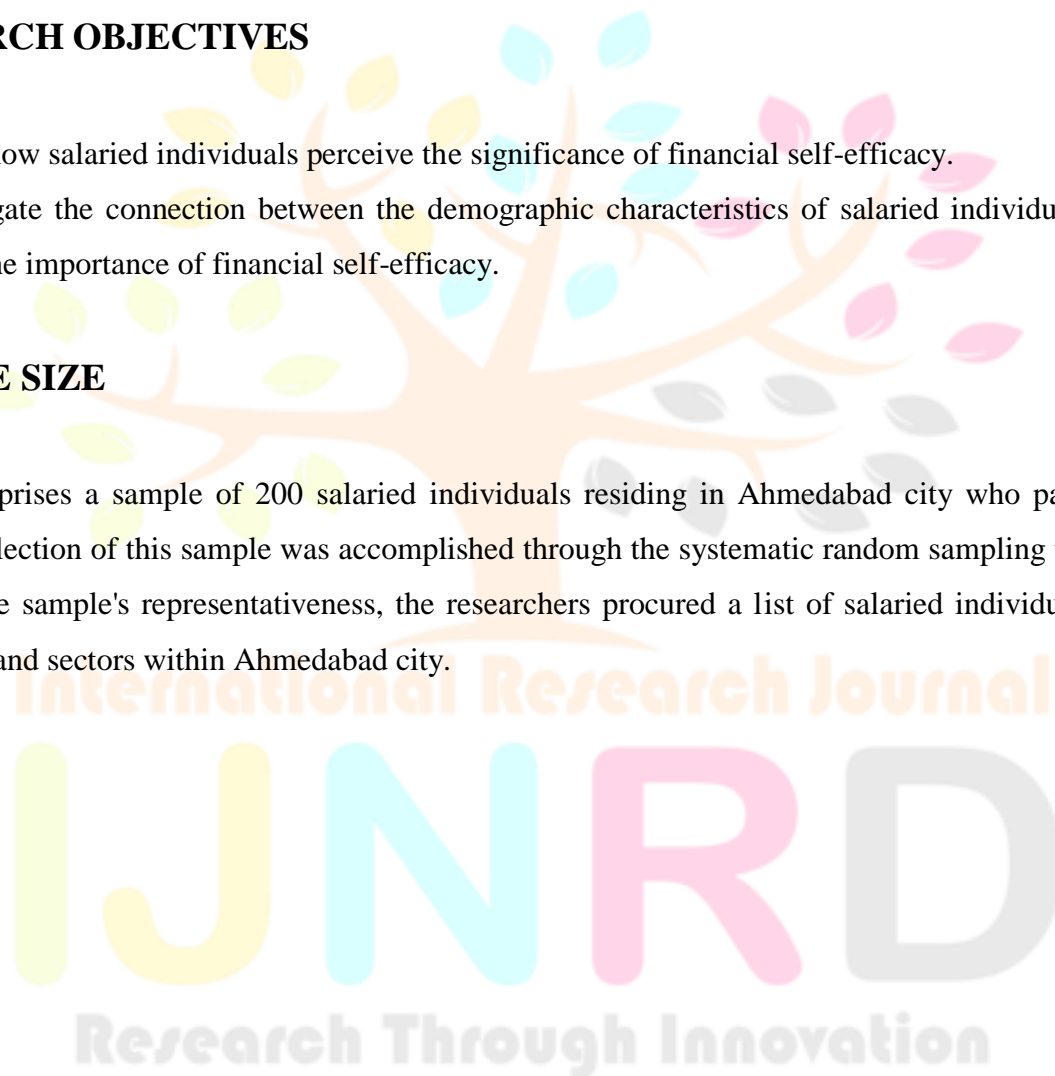 RCH OBJECTIVES
ow salaried individuals perceive the significance of financial self-efficacy.
gate the connection between the demographic characteristics of salaried individu
e importance of financial self-efficacy.
E SIZE
prises a sample of 200 salaried individuals residing in Ahmedabad city who pa
lection of this sample was accomplished through the systematic random sampling
e sample's representativeness, the researchers procured a list of salaried individu
and sectors within Ahmedabad city.
International Research Journal
IJNRD
Research Through Innovation